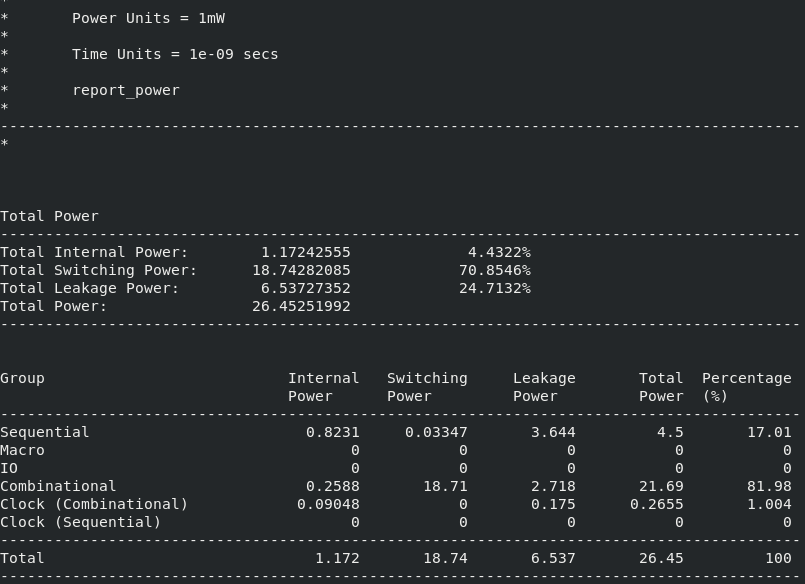 *
*       Power Units = 1mW
*
*       Time Units = 1e-09 secs
*
*       report_power
*
-----------------------------------------------------------------------------------------
*
Total Power
-----------------------------------------------------------------------------------------
Total Internal Power:        1.17242555             4.4322%
Total Switching Power:      18.74282085            70.8546%
Total Leakage Power:         6.53727352            24.7132%
Total Power:                26.45251992
-----------------------------------------------------------------------------------------
Group                           Internal   Switching     Leakage       Total  Percentage
                                Power      Power         Power         Power  (%)
-----------------------------------------------------------------------------------------
Sequential                        0.8231     0.03347       3.644         4.5       17.01
Macro                                  0           0           0           0           0
IO                                     0           0           0           0           0
Combinational                     0.2588       18.71       2.718       21.69       81.98
Clock (Combinational)            0.09048           0       0.175      0.2655       1.004
Clock (Sequential)                     0           0           0           0           0
-----------------------------------------------------------------------------------------
Total                              1.172       18.74       6.537       26.45         100
-----------------------------------------------------------------------------------------